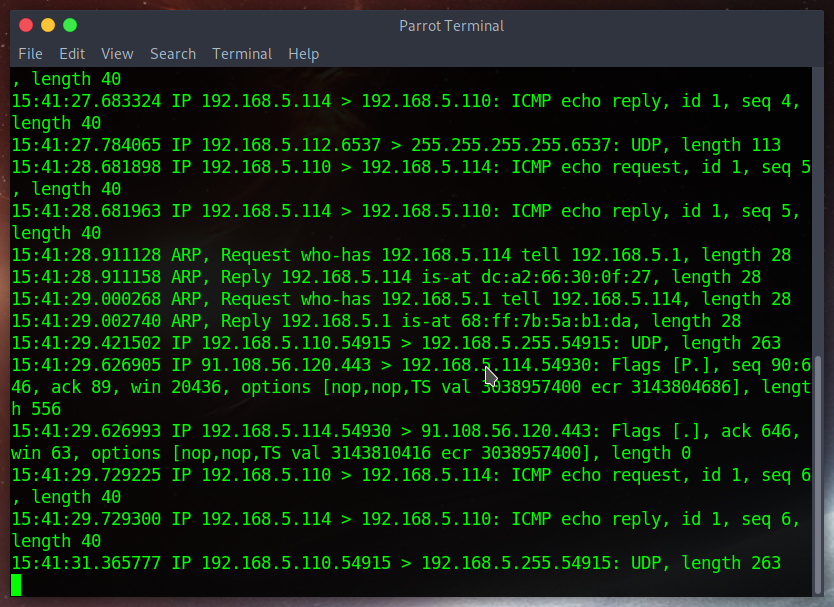 Parrot Terminal
File Edit View Search Terminal Help
, length 40
15:41:27.683324 IP 192.168.5.114 > 192.168.5.110: ICMP echo reply, id 1, seq 4,
length 40
15:41:27.784065 IP 192.168.5.112.6537 > 255.255.255.255.6537: UDP, length 113
15:41:28.681898 IP 192.168.5.110 > 192.168.5.114: ICMP echo request, id 1, seq 5
, length 40
15:41:28.681963 IP 192.168.5.114 > 192.168.5.110: ICMP echo reply, id 1, seq 5,
length 40
15:41:28.911128 ARP, Request who-has 192.168.5.114 tell 192.168.5.1, length 28
15:41:28.911158 ARP, Reply 192.168.5.114 is-at dc:a2:66:30:0f:27, length 28
15:41:29.000268 ARP, Request who-has 192.168.5.1 tell 192.168.5.114, length 28
15:41:29.002740 ARP, Reply 192.168.5.1 is-at 68:ff:7b:5a:b1:da, length 28
15:41:29.421502 IP 192.168.5.110.54915 > 192.168.5.255.54915: UDP, length 263
15:41:29.626905 IP 91.108.56.120.443 > 192.168.5.114.54930: Flags [P.], seq 90:6
46, ack 89, win 20436, options [nop,nop,TS val 3038957400 ecr 3143804686], lengt
h 556
15:41:29.626993 IP 192.168.5.114.54930 > 91.108.56.120.443: Flags [.], ack 646,
win 63, options [nop,nop,TS val 3143810416 ecr 3038957400], length 0
15:41:29.729225 IP 192.168.5.110 > 192.168.5.114: ICMP echo request, id 1, seq 6
, length 40
15:41:29.729300 IP 192.168.5.114 > 192.168.5.110: ICMP echo reply, id 1, seq 6,
length 40
15:41:31.365777 IP 192.168.5.110.54915 > 192.168.5.255.54915: UDP, length 263